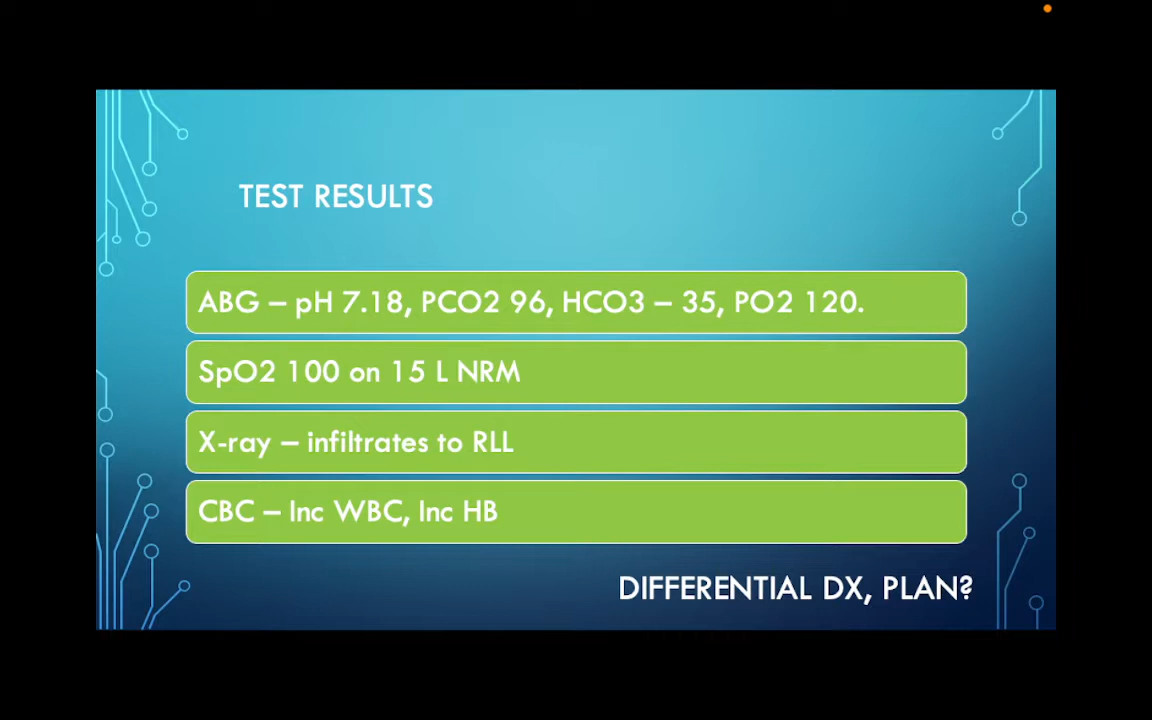 TEST RESULTS
ABG – pH 7.18, PCO2 96, HCO3 – 35, PO2 120.
SpO2 100 on 15 L NRM
X-ray – infiltrates to RLL
CBC – Inc WBC, Inc HB
DIFFERENTIAL DX, PLAN?